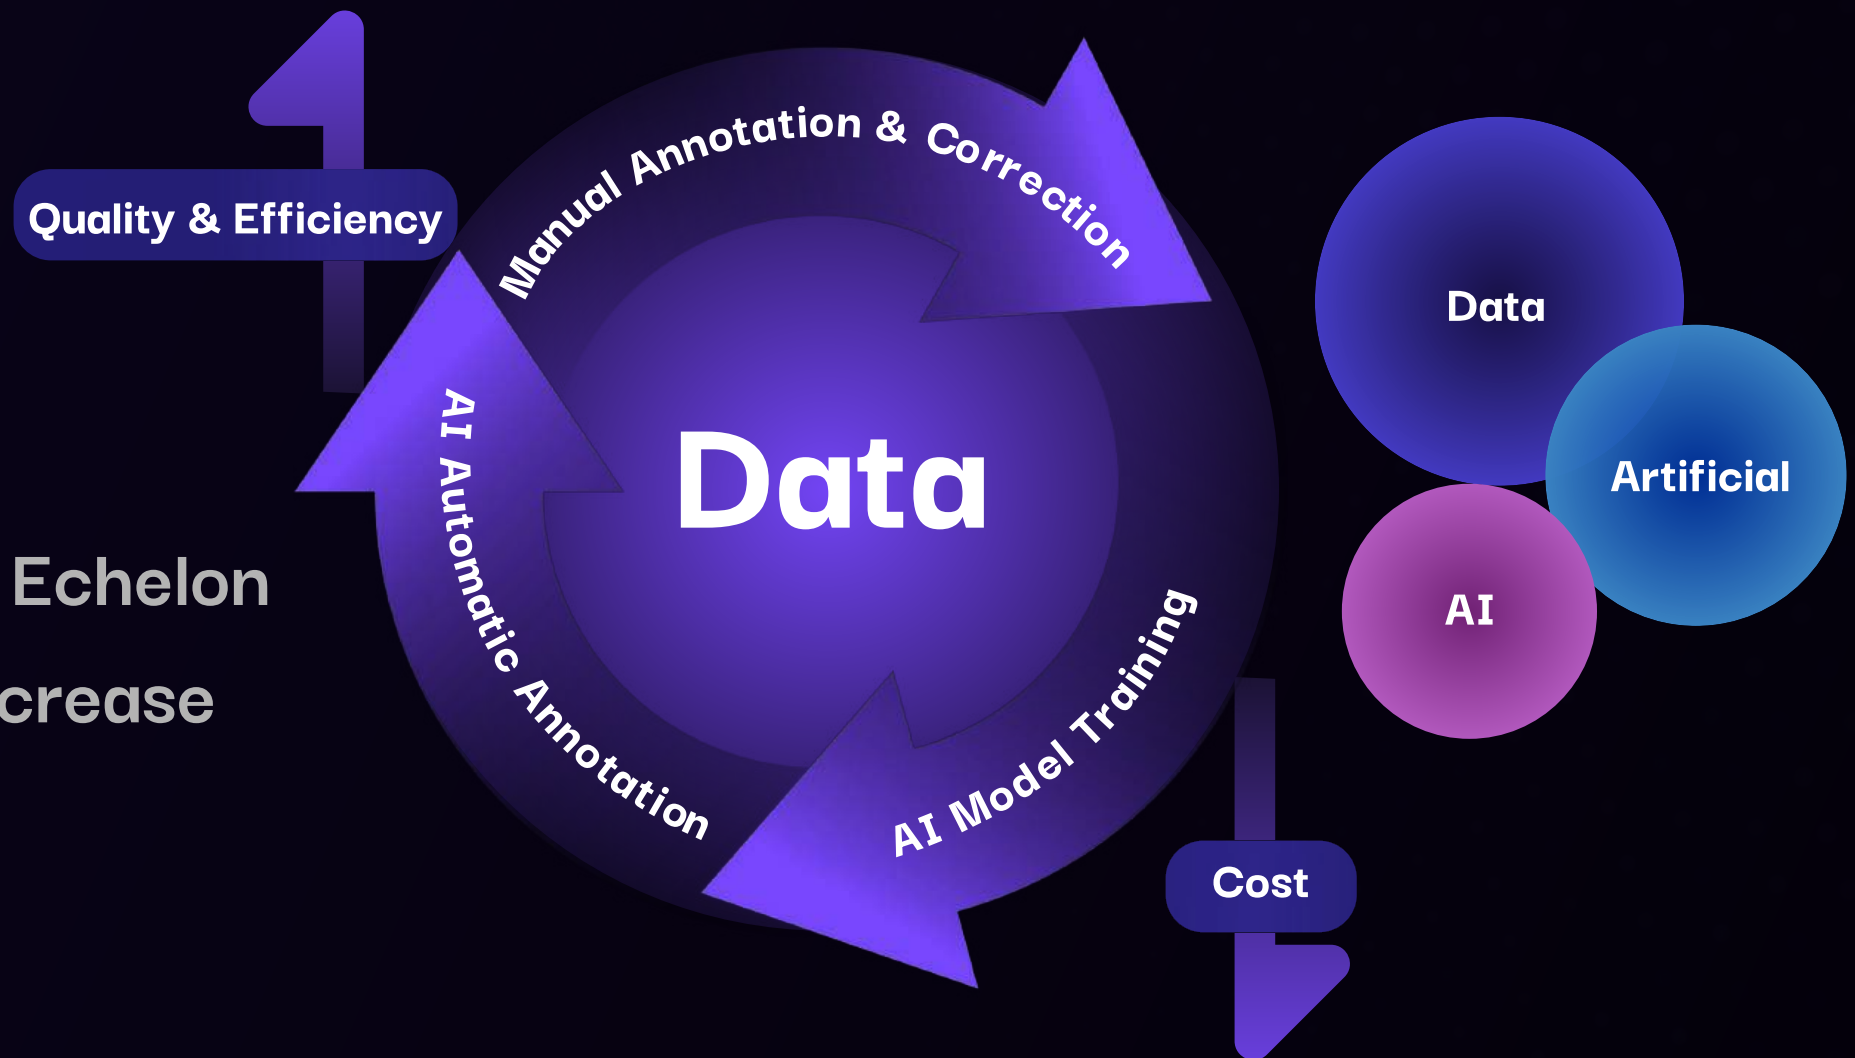 Quality & Efficiency
Manual Annotation & Correction
AI Automatic Annotation
AI Model Training
Data
Echelon
crease
Data
Artificial
AI
Cost